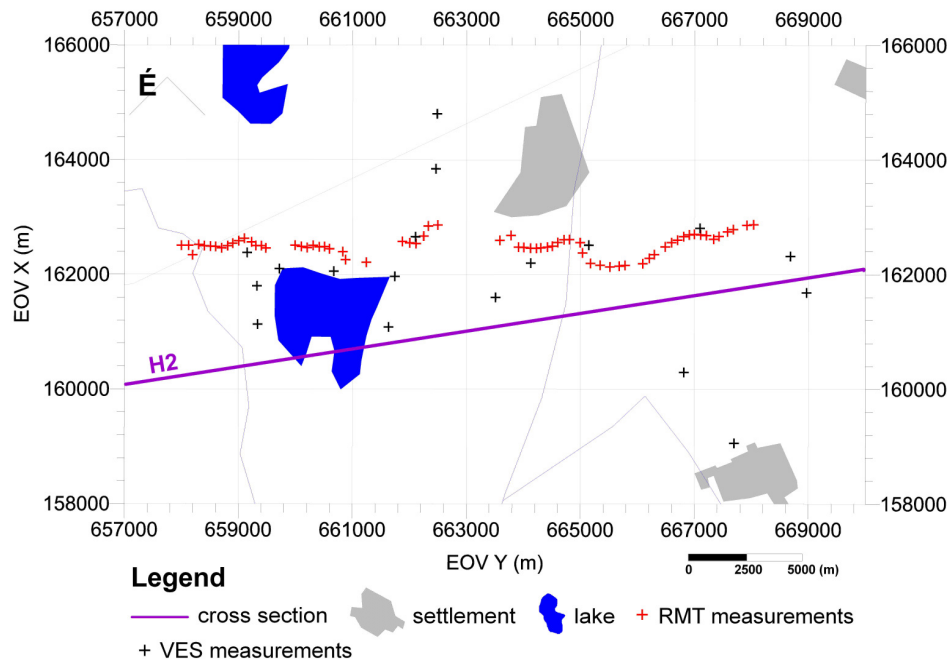 657000 659000 661000 663000 665000 667000 669000
166000 166000
É
164000 164000
162000 162000
H2
160000 160000
158000 158000
657000 659000 661000 663000 665000 667000 669000
EOV X (m)
EOV Y (m)
0 2500 5000 (m)
Legend
cross section settlement lake RMT measurements
VES measurements